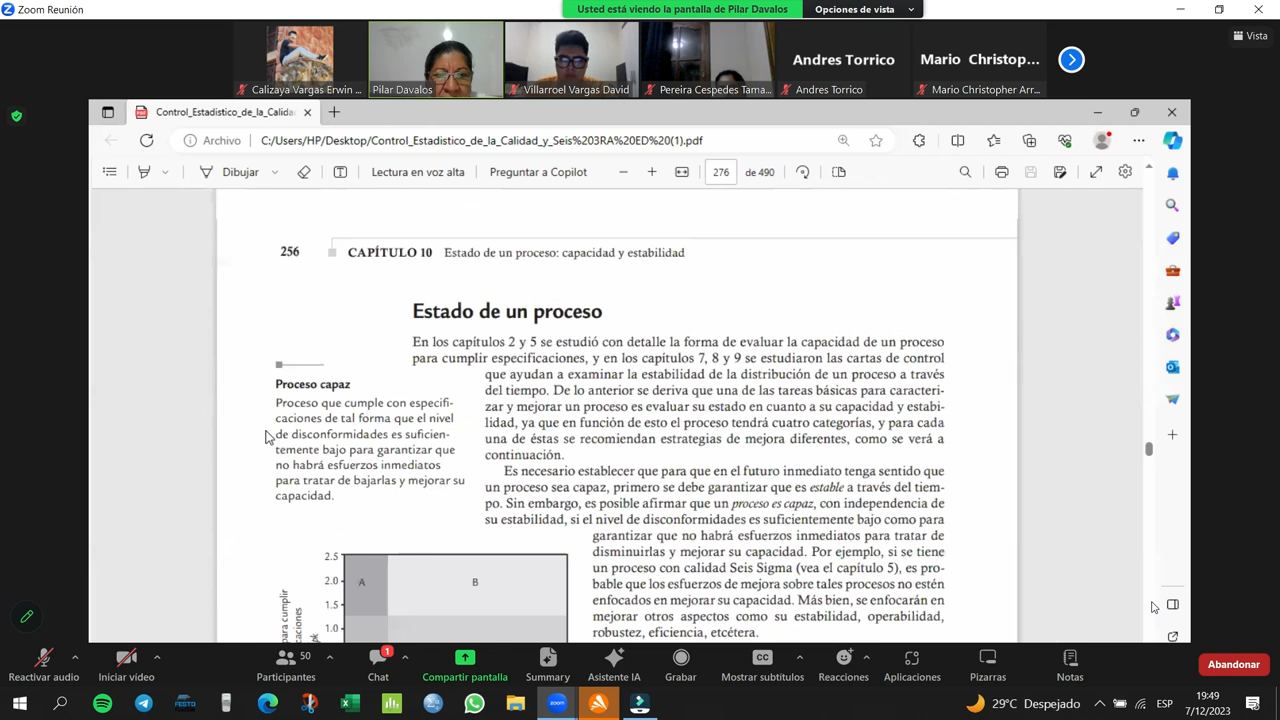 Zoom Reunión
Usted está viendo la pantalla de Pilar Davalos
Opciones de vista
Vista
Andres Torrico
Mario Christop...
Calizaya Vargas Erwin ...
Pilar Davalos
Villarroel Vargas David
Pereira Cespedes Tama...
Andres Torrico
Mario Christopher Arr...
Control_Estadistico_de_la_Calidad
Archivo
C:/Users/HP/Desktop/Control_Estadistico_de_la_Calidad_y_Seis%203RA%20ED%20(1).pdf
Dibujar
Lectura en voz alta
Preguntar a Copilot
276
de 490
256
CAPÍTULO 10 Estado de un proceso: capacidad y estabilidad
Estado de un proceso
En los capítulos 2 y 5 se estudió con detalle la forma de evaluar la capacidad de un proceso
para cumplir especificaciones, y en los capítulos 7, 8 y 9 se estudiaron las cartas de control
que ayudan a examinar la estabilidad de la distribución de un proceso a través
del tiempo. De lo anterior se deriva que una de las tareas básicas para caracteri-
zar y mejorar un proceso es evaluar su estado en cuanto a su capacidad y estabi-
lidad, ya que en función de esto el proceso tendrá cuatro categorías, y para cada
una de éstas se recomiendan estrategias de mejora diferentes, como se verá a
continuación.
Es necesario establecer que para que en el futuro inmediato tenga sentido que
un proceso sea capaz, primero se debe garantizar que es estable a través del tiem-
po. Sin embargo, es posible afirmar que un proceso es capaz, con independencia de
su estabilidad, si el nivel de disconformidades es suficientemente bajo como para
garantizar que no habrá esfuerzos inmediatos para tratar de
disminuirlas y mejorar su capacidad. Por ejemplo, si se tiene
un proceso con calidad Seis Sigma (vea el capítulo 5), es pro-
bable que los esfuerzos de mejora sobre tales procesos no estén
enfocados en mejorar su capacidad. Más bien, se enfocarán en
mejorar otros aspectos como su estabilidad, operabilidad,
robustez, eficiencia, etcétera.
Proceso capaz
Proceso que cumple con especifi-
caciones de tal forma que el nivel
de disconformidades es suficien-
temente bajo para garantizar que
no habrá esfuerzos inmediatos
para tratar de bajarlas y mejorar su
capacidad.
2.5
2.0
1.5
1.0
A
B
para cumplir
caciones
pk
Reactivar audio
Iniciar video
50
Participantes
1
Chat
Compartir pantalla
Summary
Asistente IA
Grabar
CC
Mostrar subtítulos
Reacciones
Aplicaciones
Pizarras
Notas
Abandonar
FESTO
zoom
29°C Despejado
ESP
19:49
7/12/2023